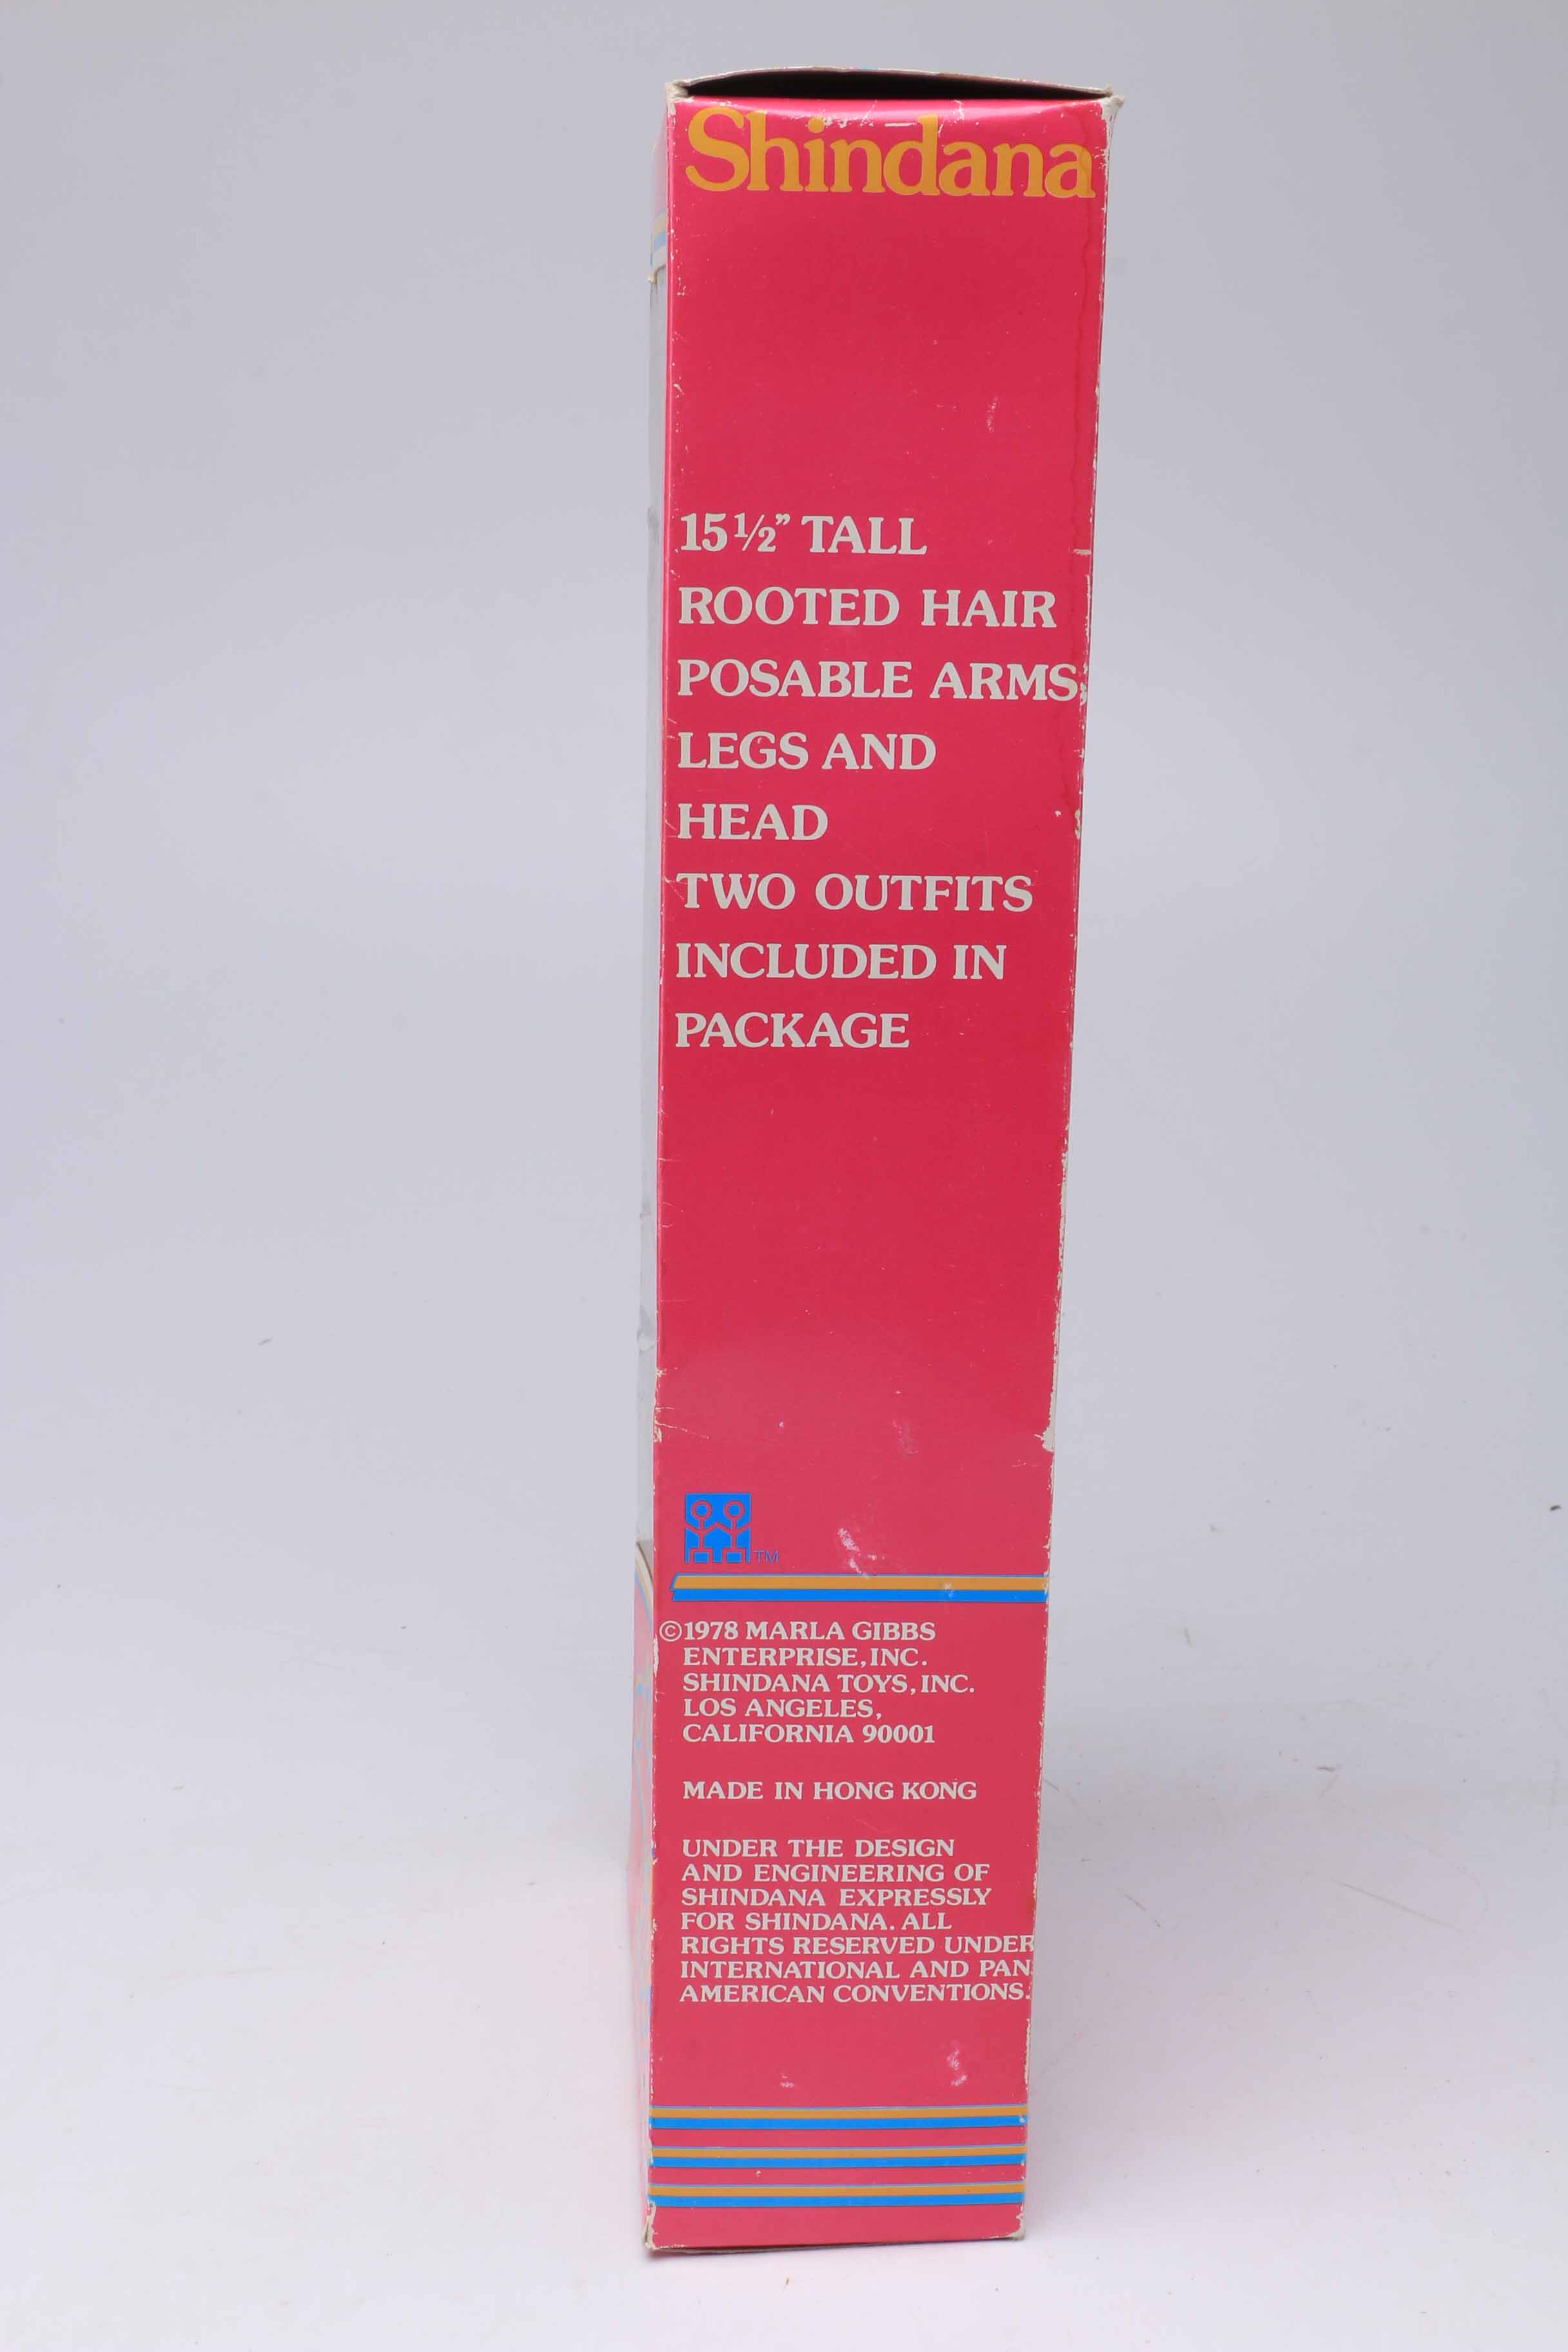 Shindana
15½" TALL
ROOTED HAIR
POSABLE ARMS,
LEGS AND
HEAD
TWO OUTFITS
INCLUDED IN
PACKAGE
TM
©1978 MARLA GIBBS
ENTERPRISE, INC.
SHINDANA TOYS, INC.
LOS ANGELES,
CALIFORNIA 90001
MADE IN HONG KONG
UNDER THE DESIGN
AND ENGINEERING OF
SHINDANA EXPRESSLY
FOR SHINDANA. ALL
RIGHTS RESERVED UNDER
INTERNATIONAL AND PAN
AMERICAN CONVENTIONS.